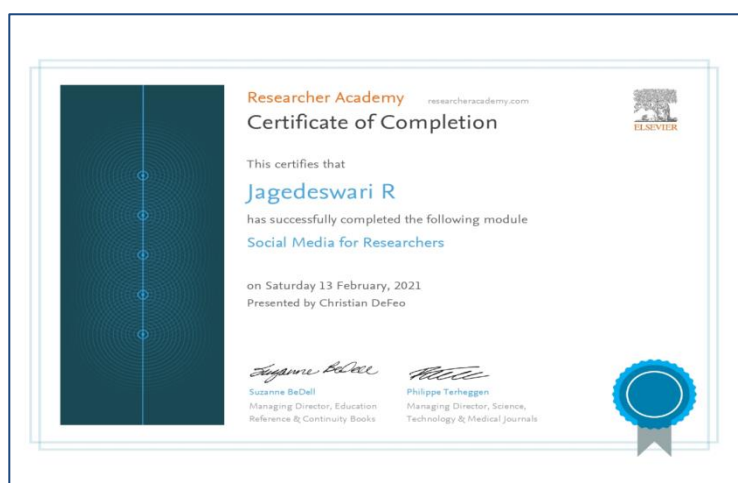 Researcher Academy researcheracademy.com
Certificate of Completion
ELSEVIER
This certifies that
Jagedeswari R
has successfully completed the following module
Social Media for Researchers
on Saturday 13 February, 2021
Presented by Christian DeFeo
Suzanne BeDell
Suzanne BeDell
Managing Director, Education
Reference & Continuity Books
Philippe Terheggen
Managing Director, Science,
Technology & Medical Journals